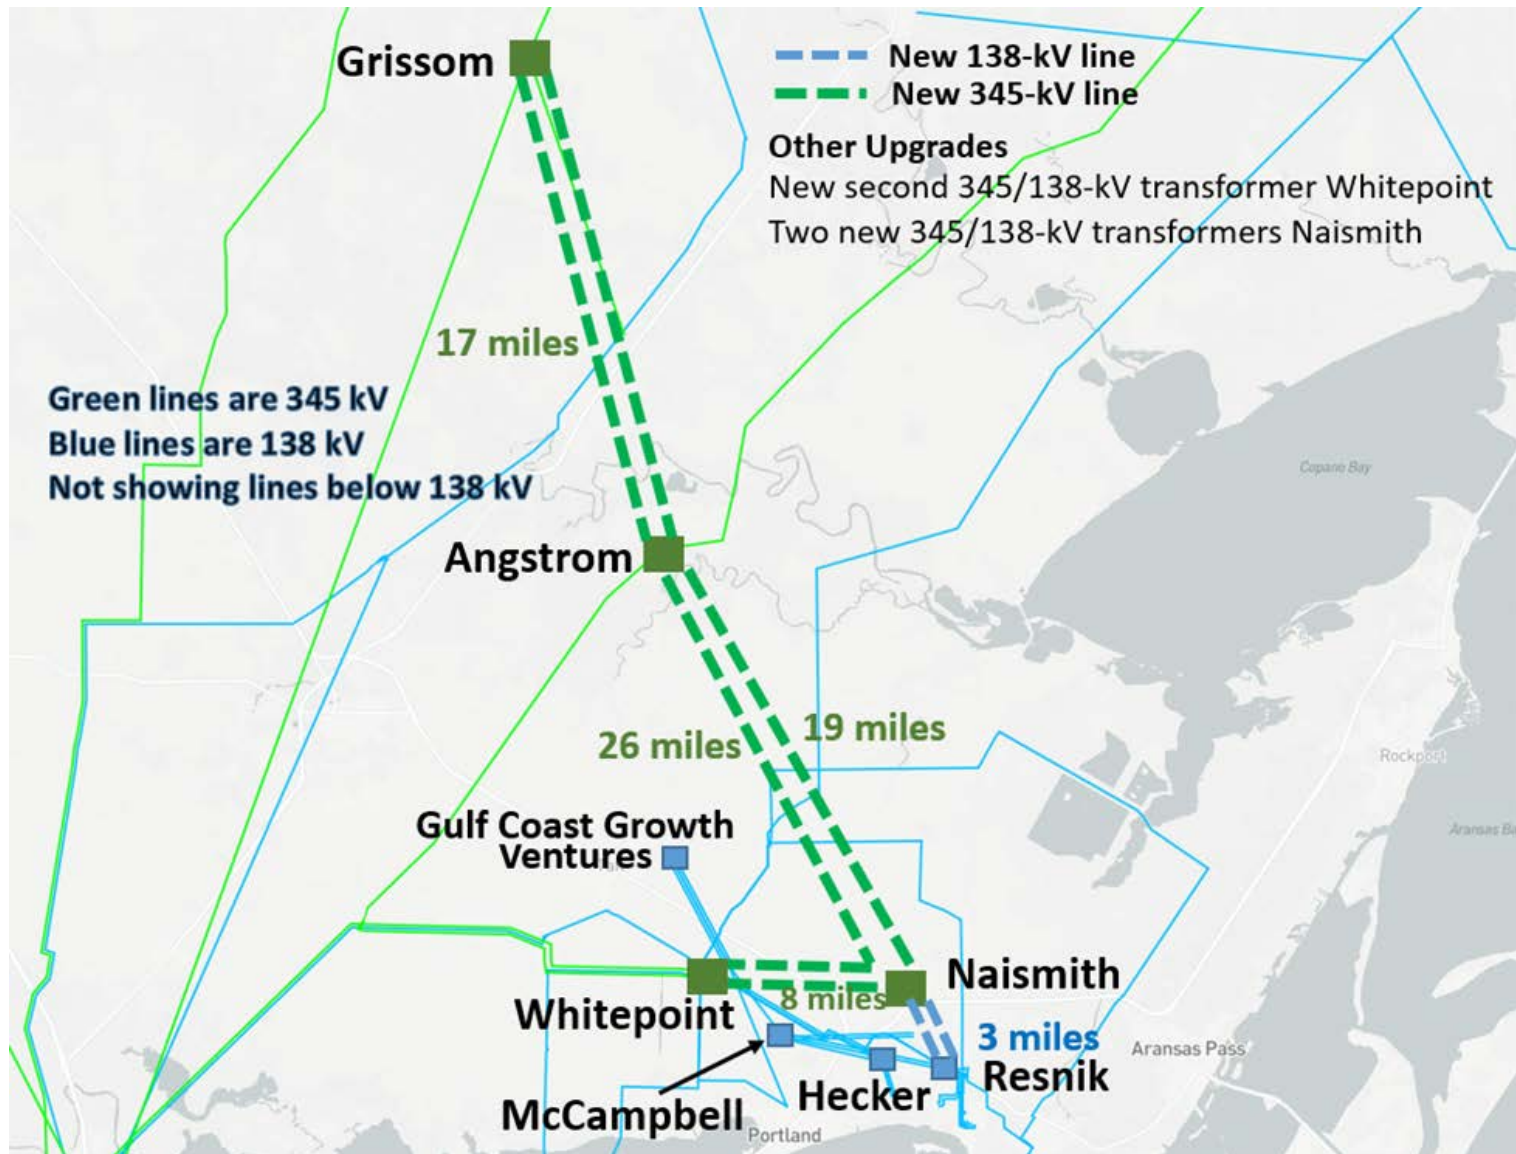 Grissom
New 138-kV line
New 345-kV line
Other Upgrades
New second 345/138-kV transformer Whitepoint
Two new 345/138-kV transformers Naismith
17 miles
Green lines are 345 kV
Blue lines are 138 kV
Not showing lines below 138 kV
Copano Bay
Angstrom
19 miles
26 miles
Rockport
Gulf Coast Growth
Ventures
Aransas Ba
Naismith
8 miles
Whitepoint
3 miles
Aransas Pass
Resnik
Hecker
McCampbell
Portland